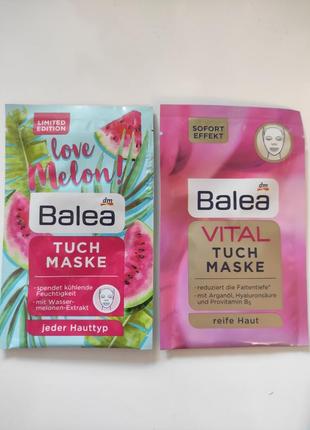 LIMITED
EDITION
love
Melon!
dm
Balea
TUCH
MASKE
• spendet kühlende
Feuchtigkeit
• mit Wasser-
melonen-Extrakt
jeder Hauttyp
SOFORT
EFFEKT
dm
Balea
VITAL
TUCH
MASKE
• reduziert die Faltentiefe*
• mit Arganöl, Hyaluronsäure
und Provitamin B₅
reife Haut